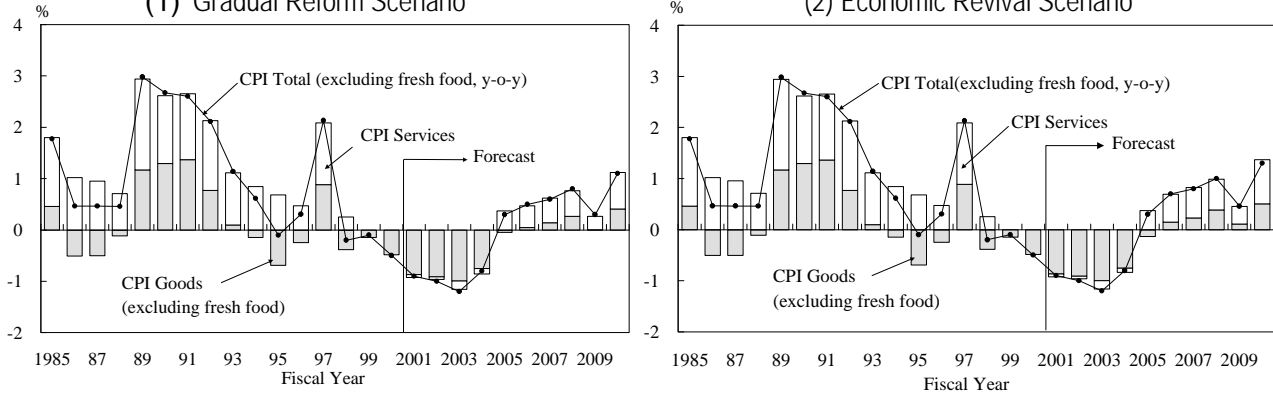 (1) Gradual Reform Scenario
%
4
3
2
1
0
-1
-2
CPI Total (excluding fresh food, y-o-y)
CPI Services
Forecast
CPI Goods
(excluding fresh food)
1985 87 89 91 93 95 97 99 2001 2003 2005 2007 2009
Fiscal Year
(2) Economic Revival Scenario
%
4
3
2
1
0
-1
-2
CPI Total(excluding fresh food, y-o-y)
CPI Services
Forecast
CPI Goods
(excluding fresh food)
1985 87 89 91 93 95 97 99 2001 2003 2005 2007 2009
Fiscal Year